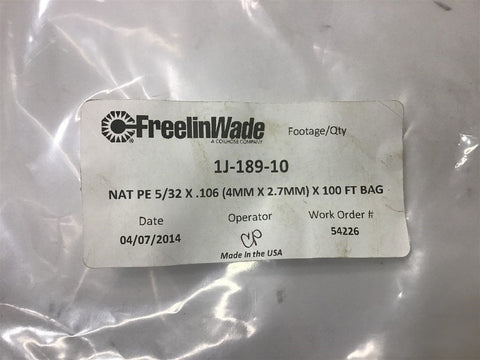 FreelinWade
A COILHOSE COMPANY
Footage/Qty
1J-189-10
NAT PE 5/32 X .106 (4MM X 2.7MM) X 100 FT BAG
Date Operator Work Order #
04/07/2014 CP 54226
Made In the USA